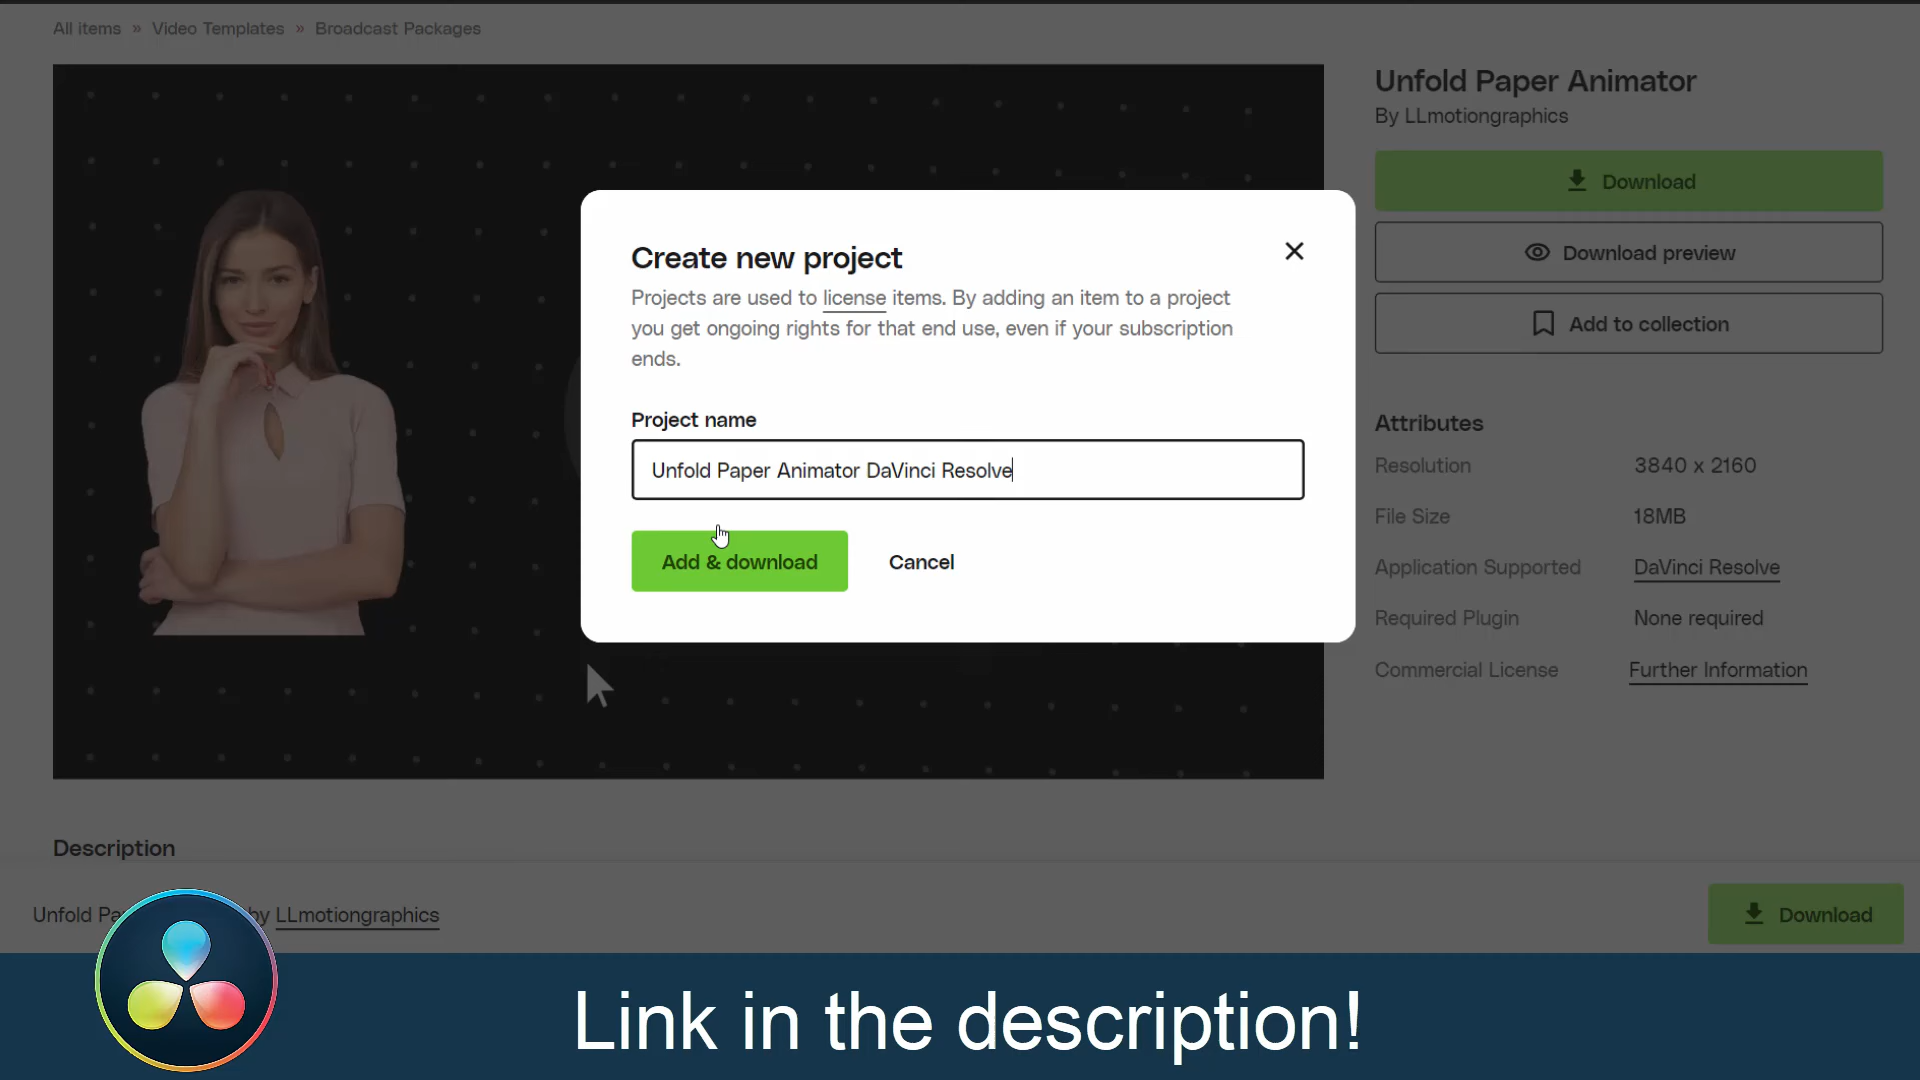 All items » Video Templates » Broadcast Packages
Unfold Paper Animator
By LLmotiongraphics
Download
Download preview
Add to collection
Create new project
Projects are used to license items. By adding an item to a project
you get ongoing rights for that end use, even if your subscription
ends.
Project name
Unfold Paper Animator DaVinci Resolve
Add & download
Cancel
Attributes
Resolution 3840 x 2160
File Size 18MB
Application Supported DaVinci Resolve
Required Plugin None required
Commercial License Further Information
Description
Unfold by LLmotiongraphics
Download
Link in the description!